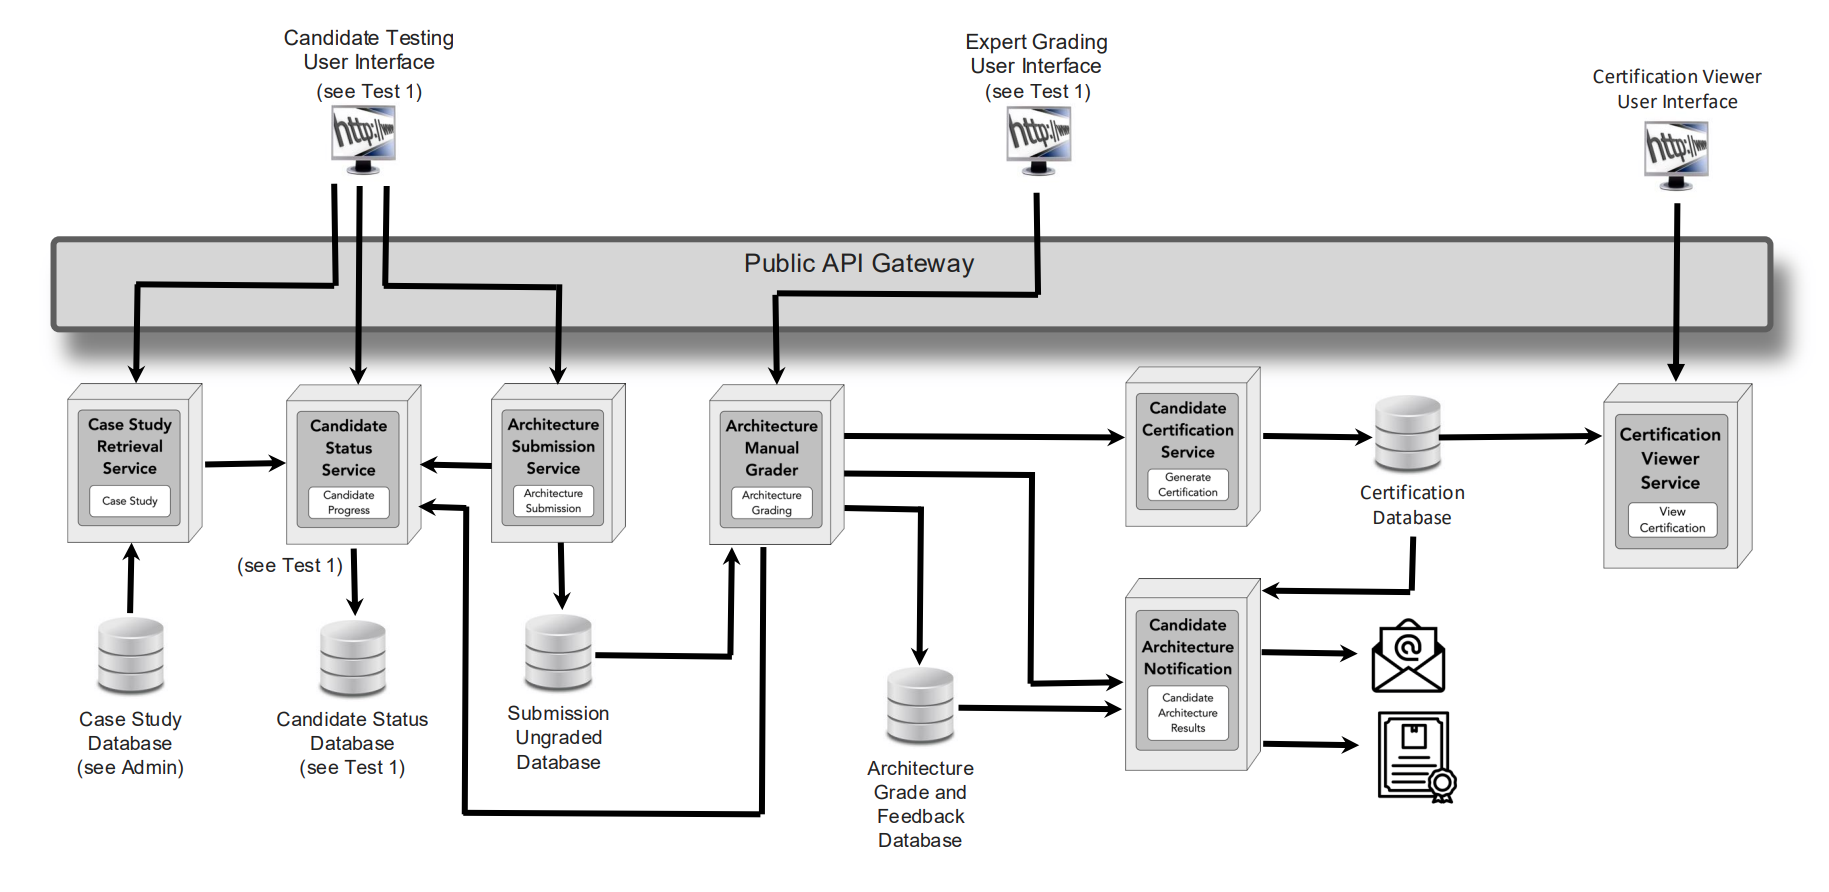 Candidate Testing
User Interface
(see Test 1)
http://www
Expert Grading
User Interface
(see Test 1)
http://www
Certification Viewer
User Interface
http://www
Public API Gateway
Case Study
Retrieval
Service
Case Study
Candidate
Status
Service
Candidate
Progress
(see Test 1)
Architecture
Submission
Service
Architecture
Submission
Architecture
Manual
Grader
Architecture
Grading
Candidate
Certification
Service
Generate
Certification
Certification
Database
Certification
Viewer
Service
View
Certification
Candidate
Architecture
Notification
Candidate
Architecture
Results
@
Case Study
Database
(see Admin)
Candidate Status
Database
(see Test 1)
Submission
Ungraded
Database
Architecture
Grade and
Feedback
Database